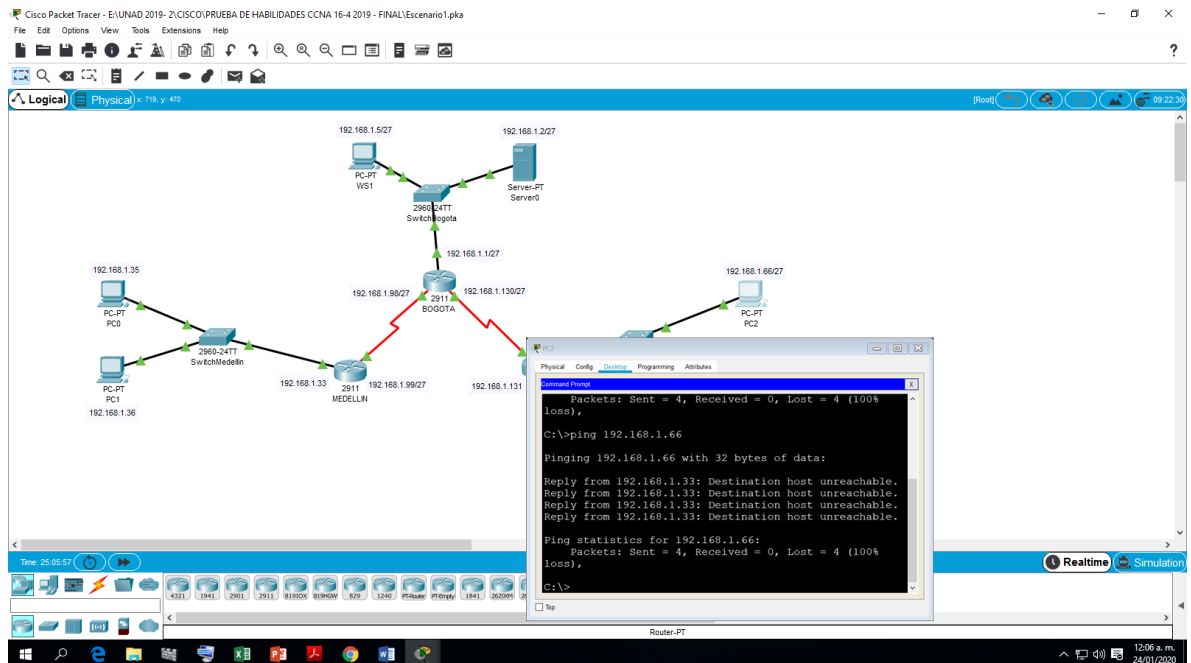 Cisco Packet Tracer - E:\UNAD 2019- 2\CISCO\PRUEBA DE HABILIDADES CCNA 16-4 2019 - FINAL\Escenario1.pka
File Edit Options View Tools Extensions Help
?
Logical Physical x: 719, y: 470 [Root] 09:22:30
192.168.1.5/27
192.168.1.2/27
PC-PT
WS1
Server-PT
Server0
2960-24TT
SwitchBogota
192.168.1.1/27
192.168.1.35
192.168.1.66/27
192.168.1.98/27
192.168.1.130/27
2911
BOGOTA
PC-PT
PC0
PC-PT
PC2
2960-24TT
SwitchMedellin
192.168.1.33
192.168.1.99/27
192.168.1.131
2911
MEDELLIN
PC-PT
PC1
192.168.1.36
PC2
Physical Config Desktop Programming Attributes
Command Prompt X
Packets: Sent = 4, Received = 0, Lost = 4 (100%
loss),
C:\>ping 192.168.1.66
Pinging 192.168.1.66 with 32 bytes of data:
Reply from 192.168.1.33: Destination host unreachable.
Reply from 192.168.1.33: Destination host unreachable.
Reply from 192.168.1.33: Destination host unreachable.
Reply from 192.168.1.33: Destination host unreachable.
Ping statistics for 192.168.1.66:
Packets: Sent = 4, Received = 0, Lost = 4 (100%
loss),
C:\>
Top
Time: 25:05:57 Realtime Simulation
4321 1941 2901 2911 819IOX 819HGW 829 1240 PT-Router PT-Empty 1841 2620XM
Router-PT
12:06 a. m.
24/01/2020